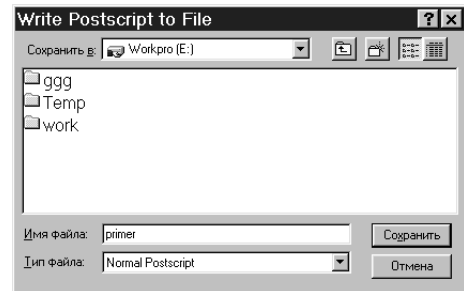 Write Postscript to File
Сохранить в: Workpro (E:)
ggg
Temp
work
Имя файла: primer Сохранить
Тип файла: Normal Postscript Отмена